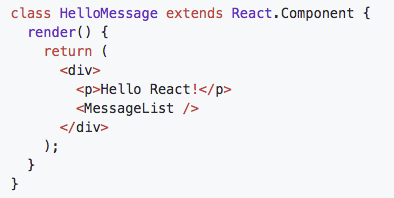 class HelloMessage extends React.Component {
  render() {
    return (
      <div>
        <p>Hello React!</p>
        <MessageList />
      </div>
    );
  }
}